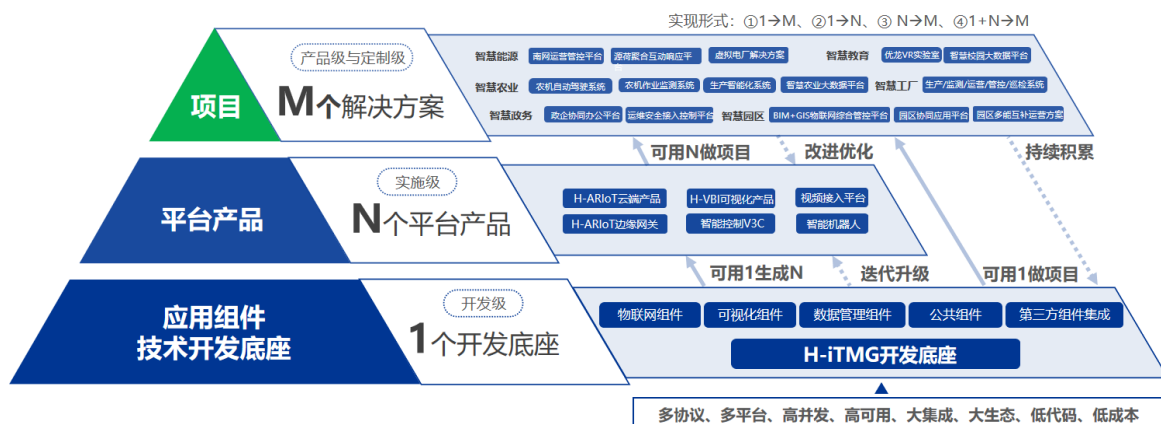 实现形式：①1→M、②1→N、③ N→M、④1+N→M
项目
产品级与定制级
M个解决方案
智慧能源 南网运营管控平台 源荷聚合互动响应平 虚拟电厂解决方案 智慧教育 优龙VR实验室 智慧校园大数据平台
智慧农业 农机自动驾驶系统 农机作业监测系统 生产智能化系统 智慧农业大数据平台 智慧工厂 生产/监测/运营/管控/巡检系统
智慧政务 政企协同办公平台 运维安全接入控制平台 智慧园区 BIM+GIS物联网综合管控平台 园区协同应用平台 园区多能互补运营方案
可用N做项目 改进优化 持续积累
平台产品
实施级
N个平台产品
H-ARIoT云端产品 H-VBI可视化产品 视频接入平台
H-ARIoT边缘网关 智能控制V3C 智能机器人
可用1生成N 迭代升级 可用1做项目
应用组件
技术开发底座
开发级
1个开发底座
物联网组件 可视化组件 数据管理组件 公共组件 第三方组件集成
H-iTMG开发底座
多协议、多平台、高并发、高可用、大集成、大生态、低代码、低成本